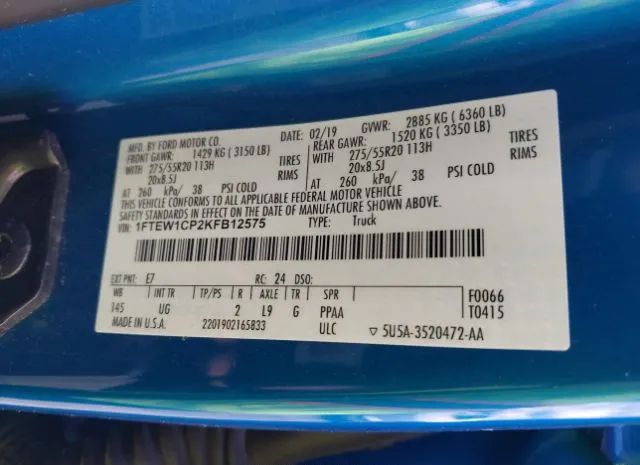 MFD. BY FORD MOTOR CO.
DATE: 02/19 GVWR: 2885 KG ( 6360 LB)
FRONT GAWR: 1429 KG ( 3150 LB) REAR GAWR: 1520 KG ( 3350 LB)
WITH 275/55R20 113H TIRES WITH 275/55R20 113H TIRES
20x8.5J RIMS 20x8.5J RIMS
AT 260 kPa/ 38 PSI COLD AT 260 kPa/ 38 PSI COLD
THIS VEHICLE CONFORMS TO ALL APPLICABLE FEDERAL MOTOR VEHICLE
SAFETY STANDARDS IN EFFECT ON THE DATE OF MANUFACTURE SHOWN ABOVE.
VIN: 1FTEW1CP2KFB12575 TYPE: Truck
EXT PNT: E7 RC: 24 DSO:
WB INT TR TP/PS R AXLE TR SPR F0066
145 UG 2 L9 G PPAA T0415
MADE IN U.S.A. 2201902165833 ULC ▽ 5U5A-3520472-AA